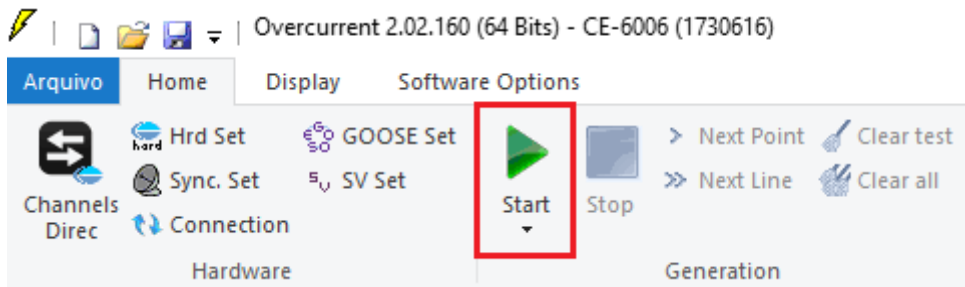 Overcurrent 2.02.160 (64 Bits) - CE-6006 (1730616)
Arquivo Home Display Software Options
Channels Direc
hard Hrd Set
Sync. Set
Connection
GOOSE Set
SV Set
Hardware
Start
Stop
Next Point
Next Line
Clear test
Clear all
Generation